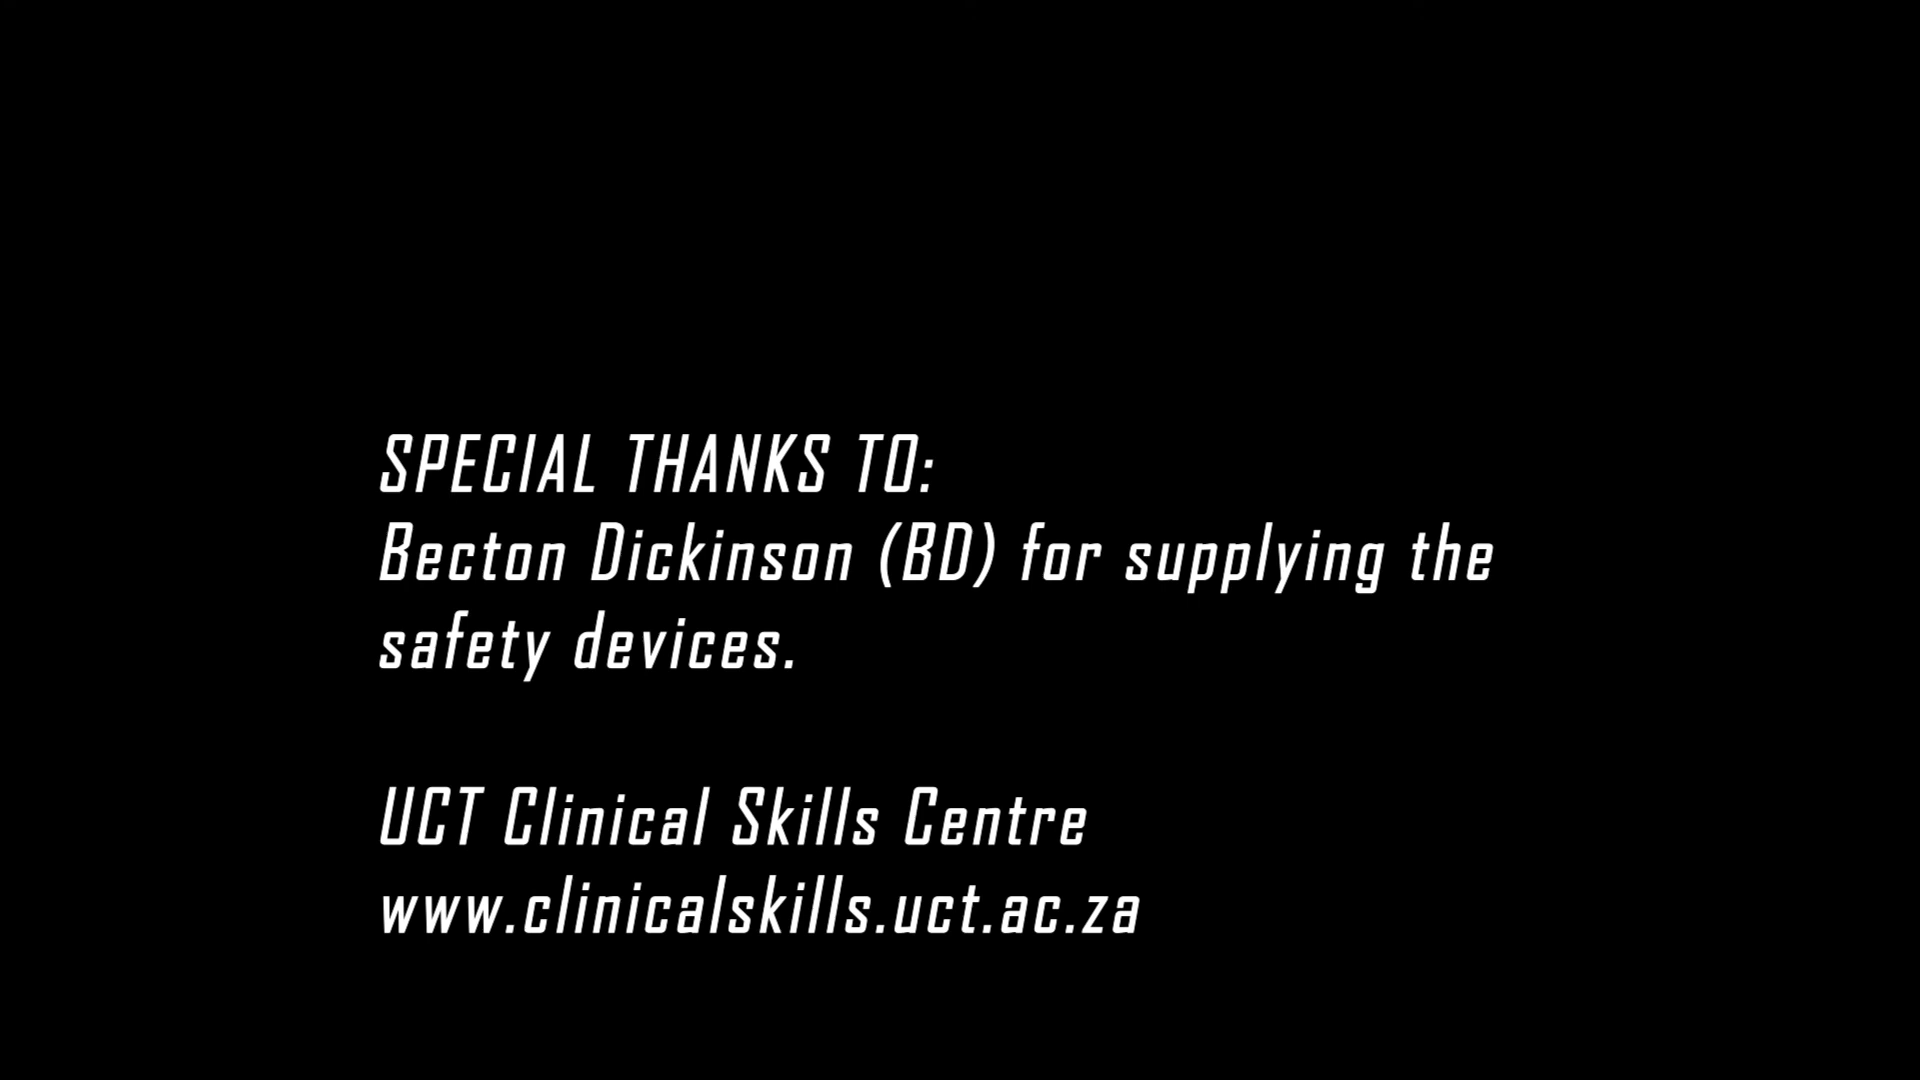 SPECIAL THANKS TO:
Becton Dickinson (BD) for supplying the
safety devices.
UCT Clinical Skills Centre
www.clinicalskills.uct.ac.za